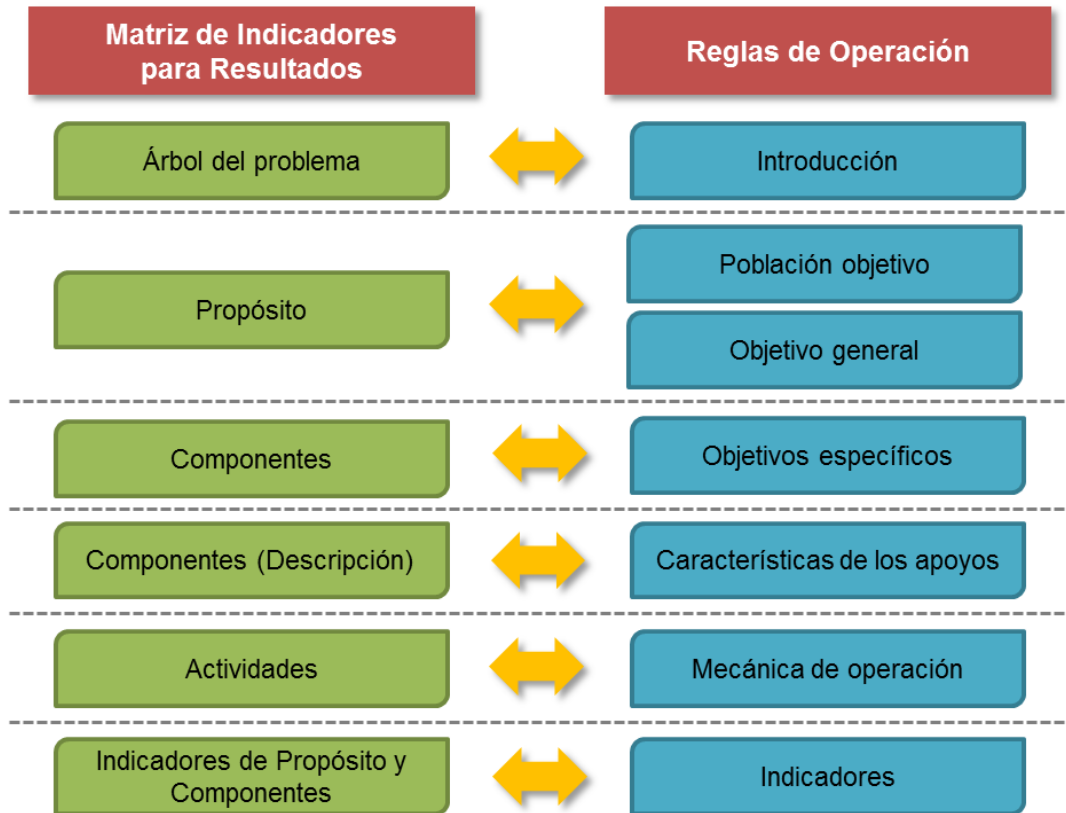 Matriz de Indicadores
para Resultados
Reglas de Operación
Árbol del problema
Introducción
Propósito
Población objetivo
Objetivo general
Componentes
Objetivos específicos
Componentes (Descripción)
Características de los apoyos
Actividades
Mecánica de operación
Indicadores de Propósito y
Componentes
Indicadores